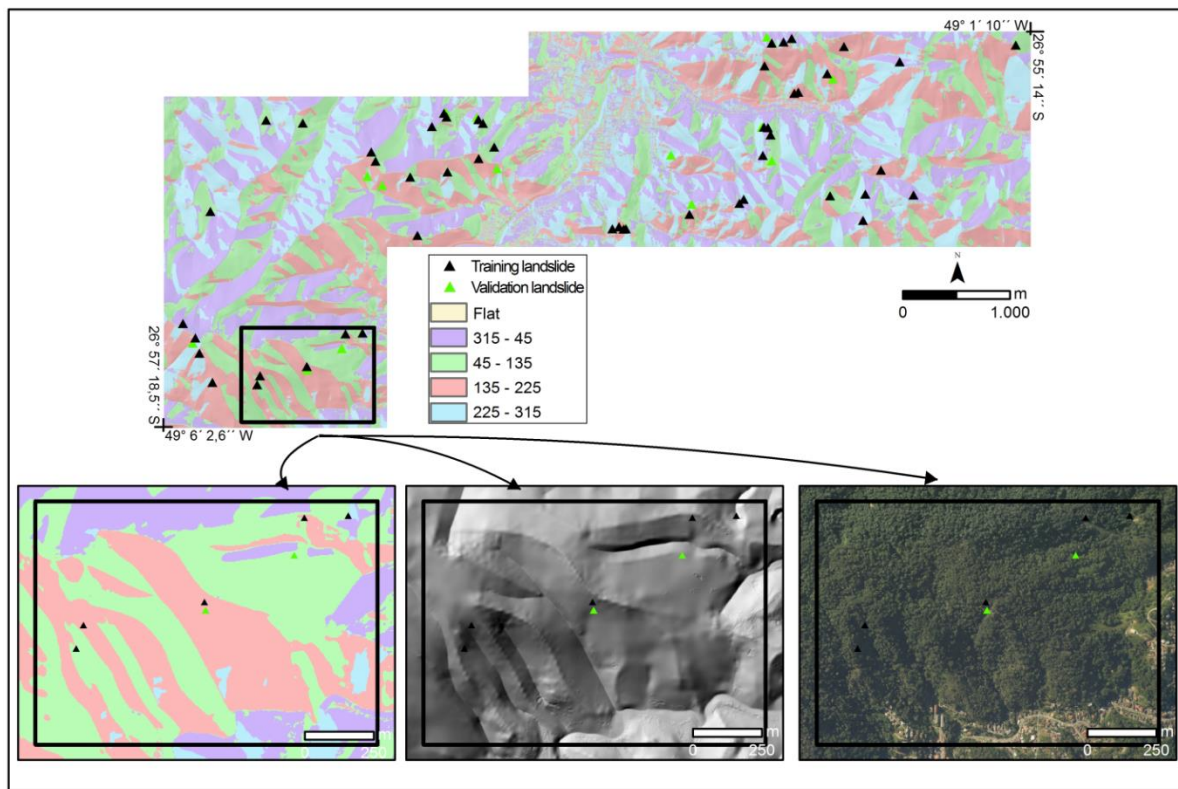 49° 1´ 10´´ W
26° 55´ 14´´ S
N
m
0 1.000
Training landslide
Validation landslide
Flat
315 - 45
45 - 135
135 - 225
225 - 315
26° 57´ 18,5´´ S
49° 6´ 2,6´´ W
m
0 250
m
0 250
m
0 250